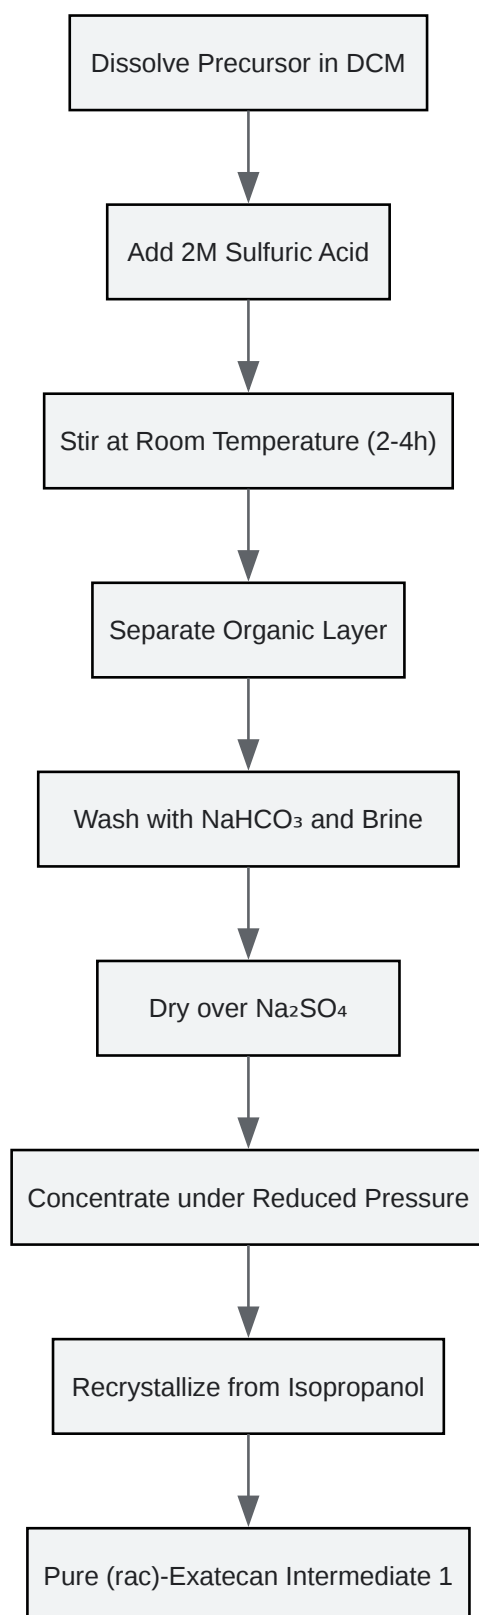 Dissolve Precursor in DCM
Add 2M Sulfuric Acid
Stir at Room Temperature (2-4h)
Separate Organic Layer
Wash with NaHCO₃ and Brine
Dry over Na₂SO₄
Concentrate under Reduced Pressure
Recrystallize from Isopropanol
Pure (rac)-Exatecan Intermediate 1